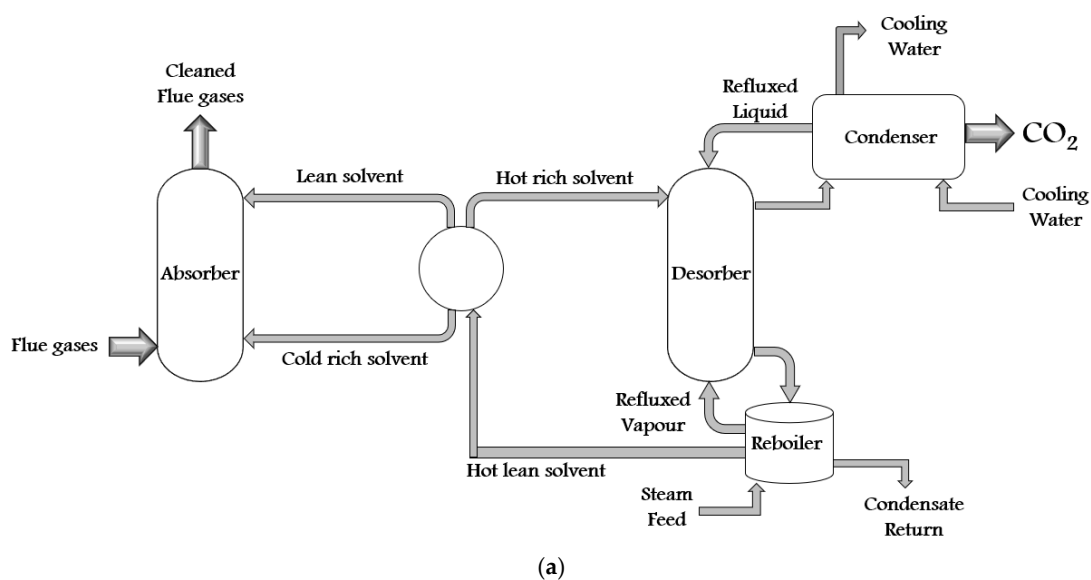 Cooling
Water
Cleaned
Flue gases
Refluxed
Liquid
Condenser
CO₂
Lean solvent
Hot rich solvent
Cooling
Water
Absorber
Desorber
Flue gases
Cold rich solvent
Refluxed
Vapour
Reboiler
Hot lean solvent
Steam
Feed
Condensate
Return
(a)